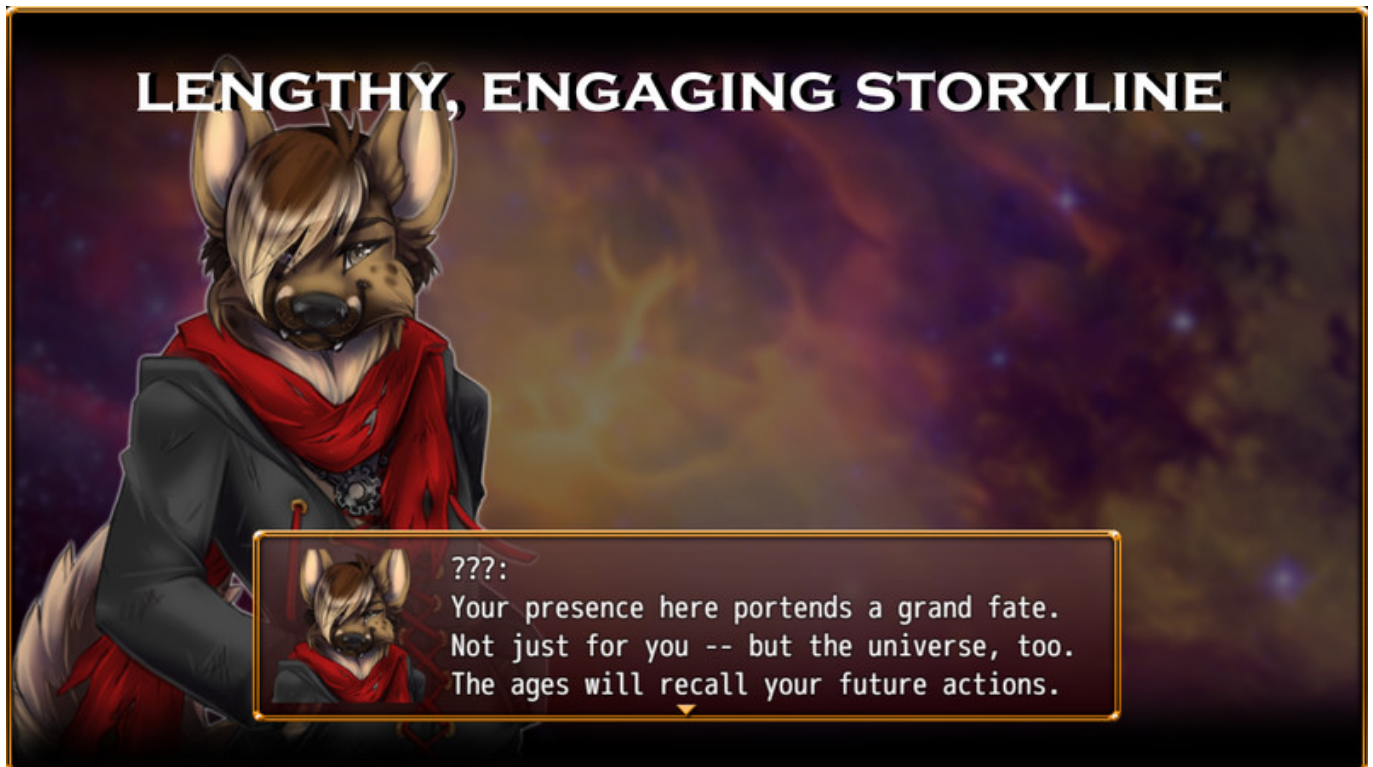 LENGTHY, ENGAGING STORYLINE
???:
Your presence here portends a grand fate.
Not just for you -- but the universe, too.
The ages will recall your future actions.